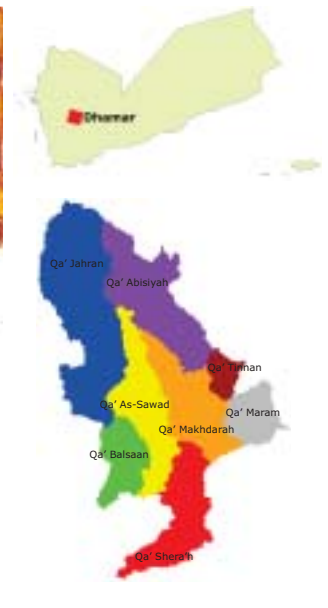 Dhamar
Qa' Jahran
Qa' Abisiyah
Qa' Tinnan
Qa' As-Sawad
Qa' Maram
Qa' Makhdarah
Qa' Balsaan
Qa' Shera'h